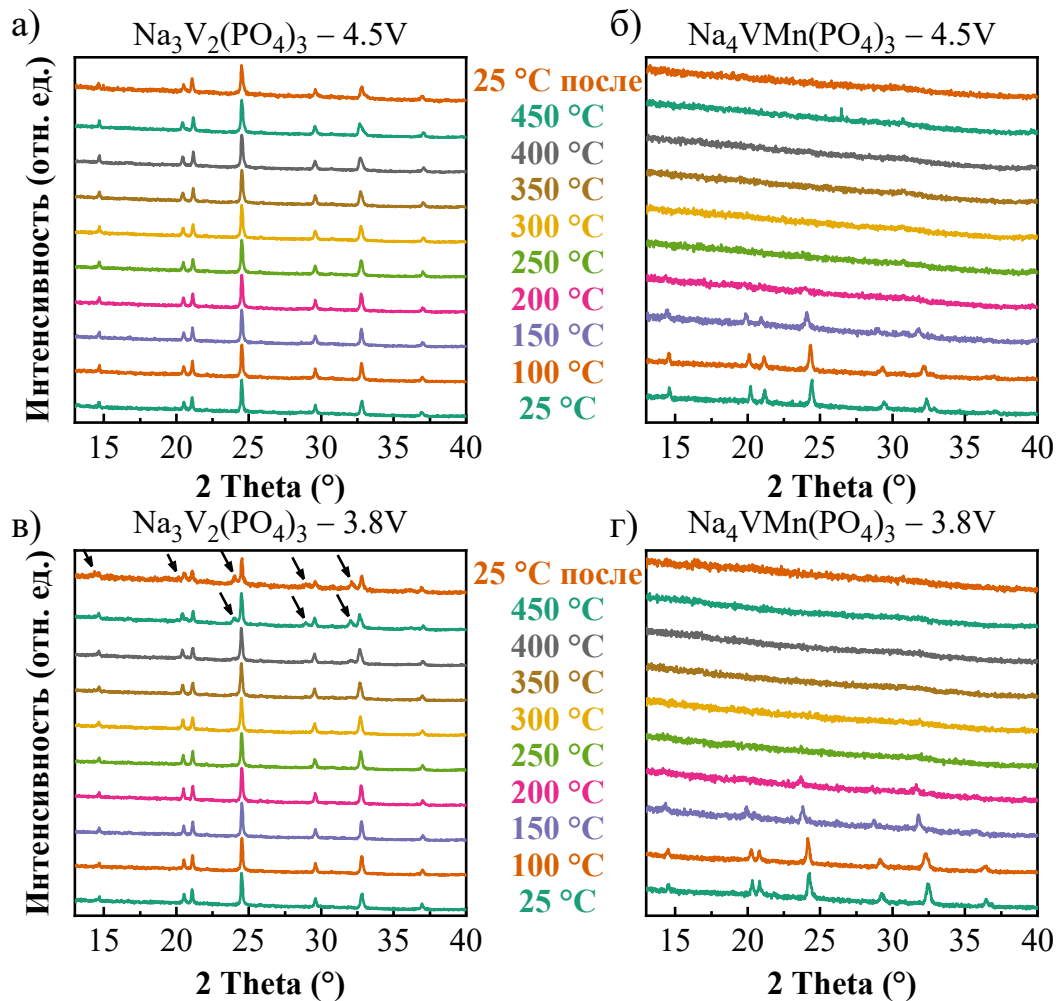 а)
Na₃V₂(PO₄)₃ – 4.5V
б)
Na₄VMn(PO₄)₃ – 4.5V
Интенсивность (отн. ед.)
25 °C после
450 °C
400 °C
350 °C
300 °C
250 °C
200 °C
150 °C
100 °C
25 °C
15 20 25 30 35 40
2 Theta (°)
15 20 25 30 35 40
2 Theta (°)
в)
Na₃V₂(PO₄)₃ – 3.8V
г)
Na₄VMn(PO₄)₃ – 3.8V
Интенсивность (отн. ед.)
25 °C после
450 °C
400 °C
350 °C
300 °C
250 °C
200 °C
150 °C
100 °C
25 °C
15 20 25 30 35 40
2 Theta (°)
15 20 25 30 35 40
2 Theta (°)